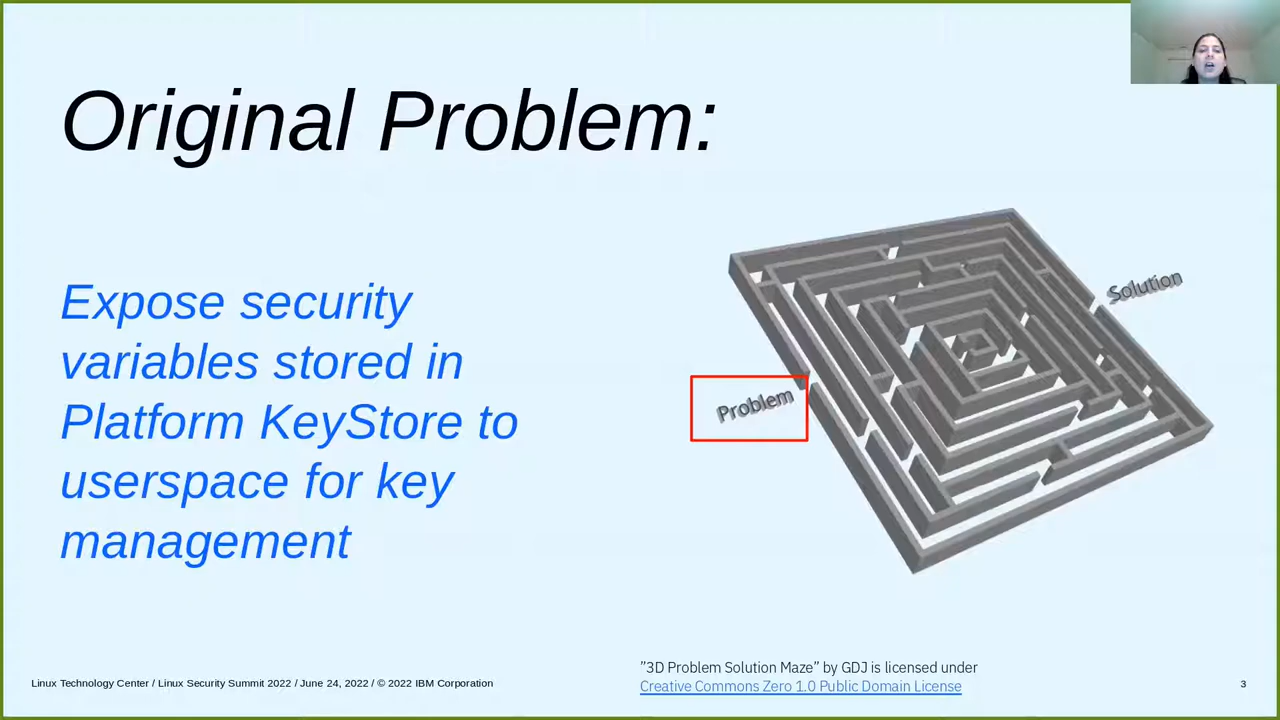 Original Problem:
Expose security
variables stored in
Platform KeyStore to
userspace for key
management
Solution
Problem
"3D Problem Solution Maze” by GDJ is licensed under
Creative Commons Zero 1.0 Public Domain License
Linux Technology Center / Linux Security Summit 2022 / June 24, 2022 / © 2022 IBM Corporation
3